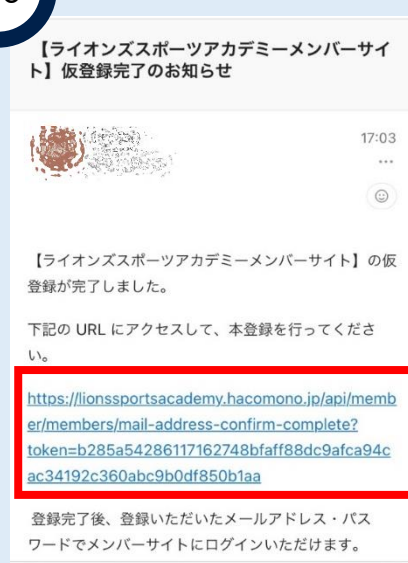 【ライオンズスポーツアカデミーメンバーサイ
ト】仮登録完了のお知らせ
17:03
【ライオンズスポーツアカデミーメンバーサイト】の仮
登録が完了しました。
下記の URL にアクセスして、本登録を行ってくださ
い。
https://lionssportsacademy.hacomono.jp/api/memb
er/members/mail-address-confirm-complete?
token=b285a54286117162748bfaff88dc9afca94c
ac34192c360abc9b0df850b1aa
登録完了後、登録いただいたメールアドレス・パス
ワードでメンバーサイトにログインいただけます。